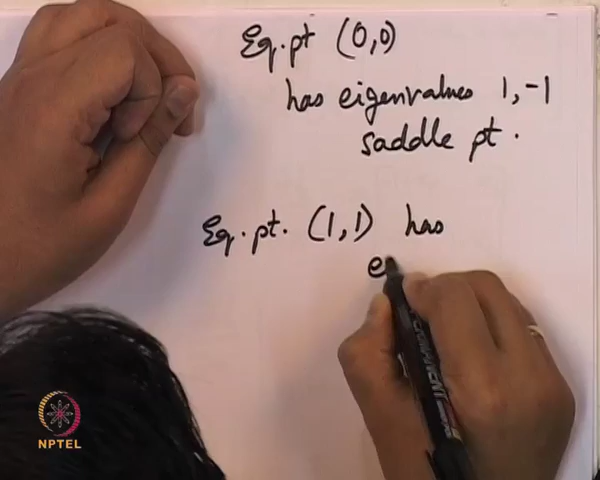 Eq.pt (0,0)
has eigenvalues 1, -1
saddle pt.
Eq. pt. (1,1) has
e
NPTEL